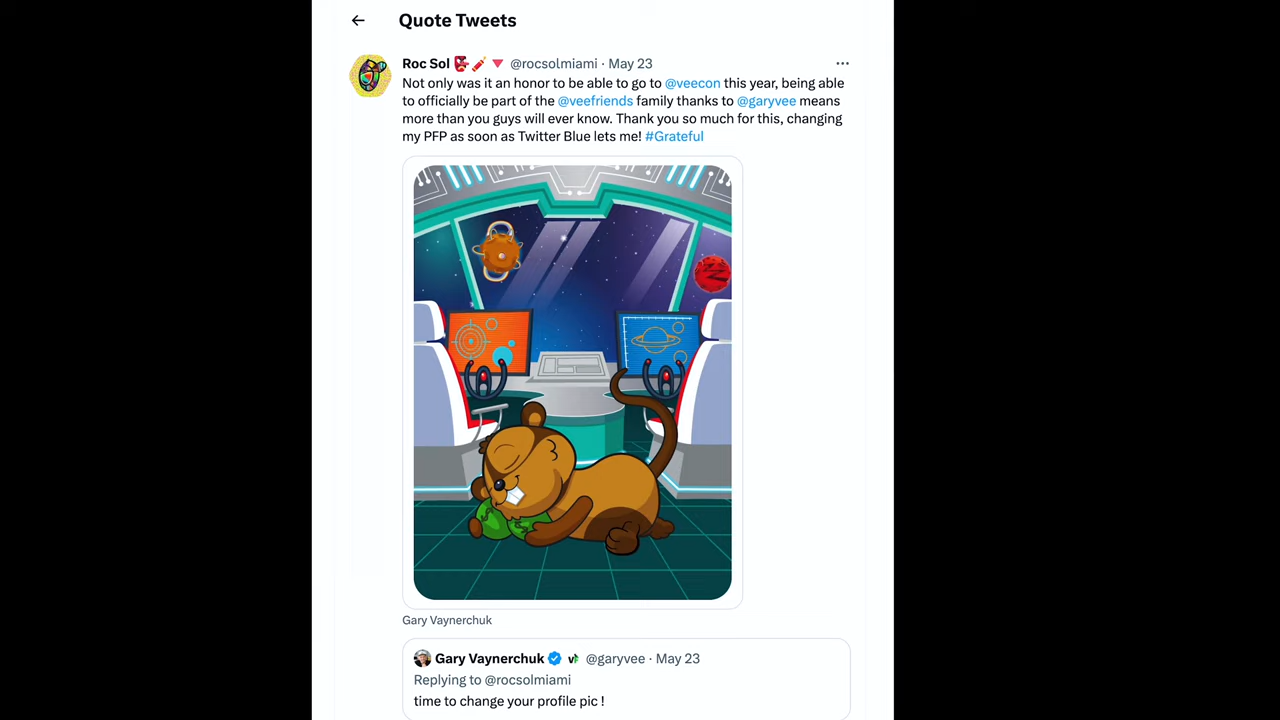 Quote Tweets
Roc Sol 👺🧨🔻 @rocsolmiami · May 23
Not only was it an honor to be able to go to @veecon this year, being able
to officially be part of the @veefriends family thanks to @garyvee means
more than you guys will ever know. Thank you so much for this, changing
my PFP as soon as Twitter Blue lets me! #Grateful
Gary Vaynerchuk
Gary Vaynerchuk @garyvee · May 23
Replying to @rocsolmiami
time to change your profile pic !